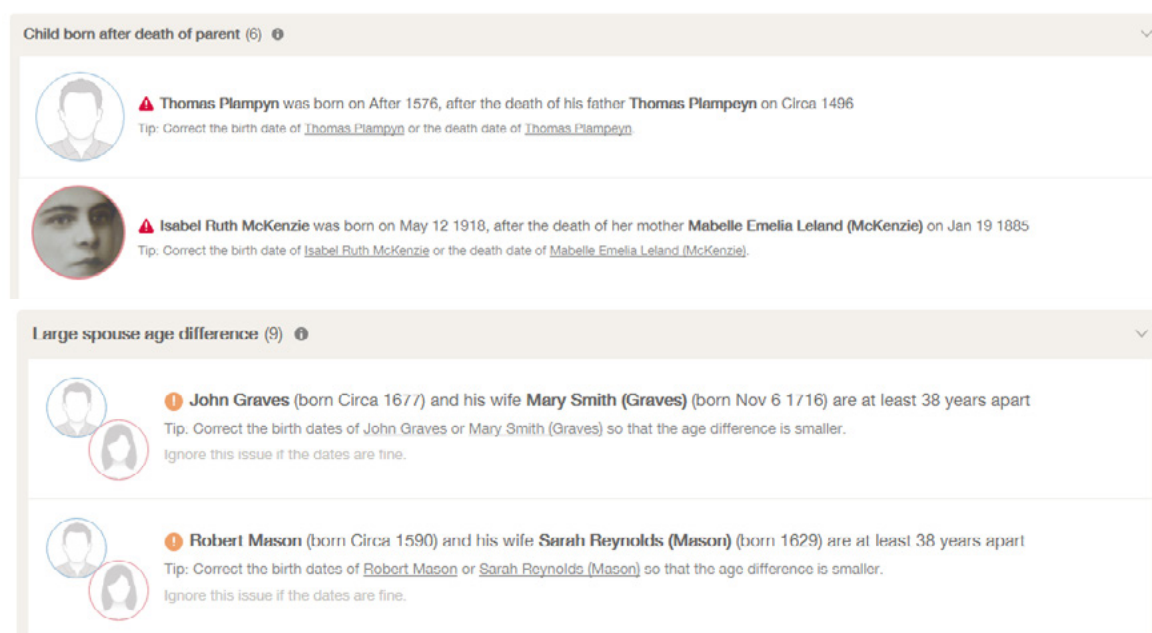 Child born after death of parent (6)
Thomas Plampyn was born on After 1576, after the death of his father Thomas Plampeyn on Circa 1496
Tip: Correct the birth date of Thomas Plampyn or the death date of Thomas Plampeyn.
Isabel Ruth McKenzie was born on May 12 1918, after the death of her mother Mabelle Emelia Leland (McKenzie) on Jan 19 1885
Tip: Correct the birth date of Isabel Ruth McKenzie or the death date of Mabelle Emelia Leland (McKenzie).
Large spouse age difference (9)
John Graves (born Circa 1677) and his wife Mary Smith (Graves) (born Nov 6 1716) are at least 38 years apart
Tip. Correct the birth dates of John Graves or Mary Smith (Graves) so that the age difference is smaller.
Ignore this issue if the dates are fine.
Robert Mason (born Circa 1590) and his wife Sarah Reynolds (Mason) (born 1629) are at least 38 years apart
Tip: Correct the birth dates of Robert Mason or Sarah Reynolds (Mason) so that the age difference is smaller.
Ignore this issue if the dates are fine.